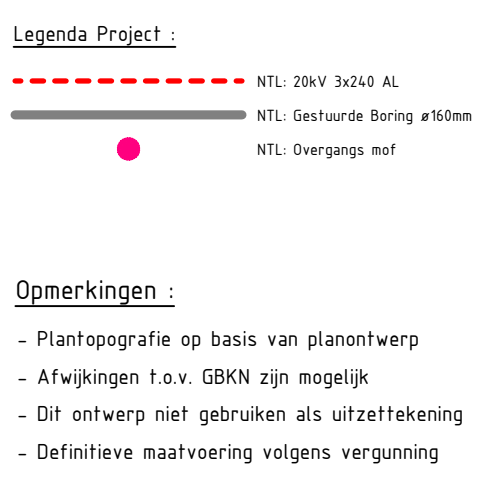 Legenda Project :
NTL: 20kV 3x240 AL
NTL: Gestuurde Boring ø160mm
NTL: Overgangs mof
Opmerkingen :
- Plantopografie op basis van planontwerp
- Afwijkingen t.o.v. GBKN zijn mogelijk
- Dit ontwerp niet gebruiken als uitzettekening
- Definitieve maatvoering volgens vergunning